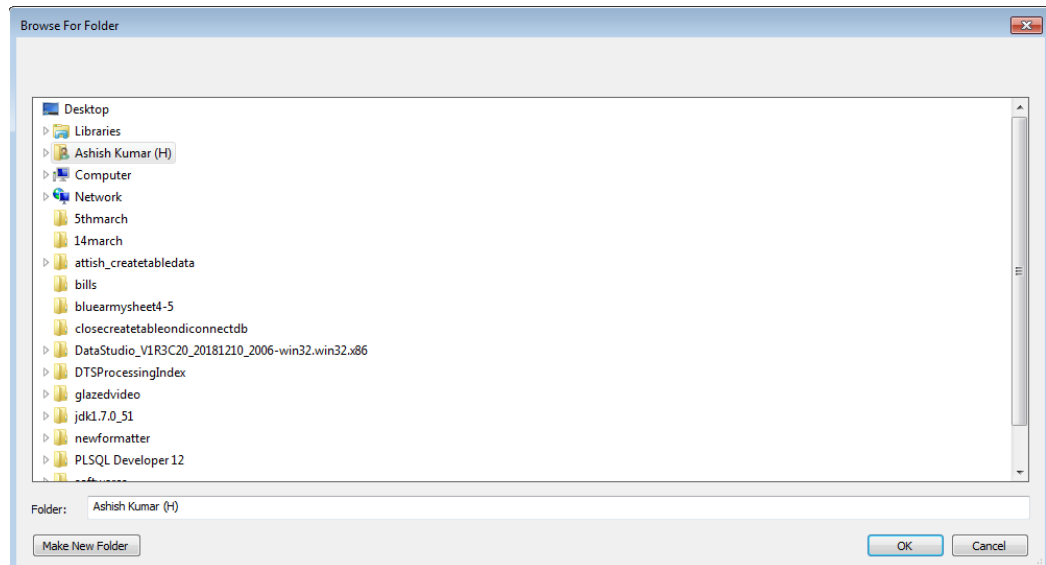 Browse For Folder
Desktop
Libraries
Ashish Kumar (H)
Computer
Network
5thmarch
14march
attish_createtabledata
bills
bluearmysheet4-5
closecreatetableondiconnectdb
DataStudio_V1R3C20_20181210_2006-win32.win32.x86
DTSProcessingIndex
glazedvideo
jdk1.7.0_51
newformatter
PLSQL Developer 12
Folder: Ashish Kumar (H)
Make New Folder OK Cancel